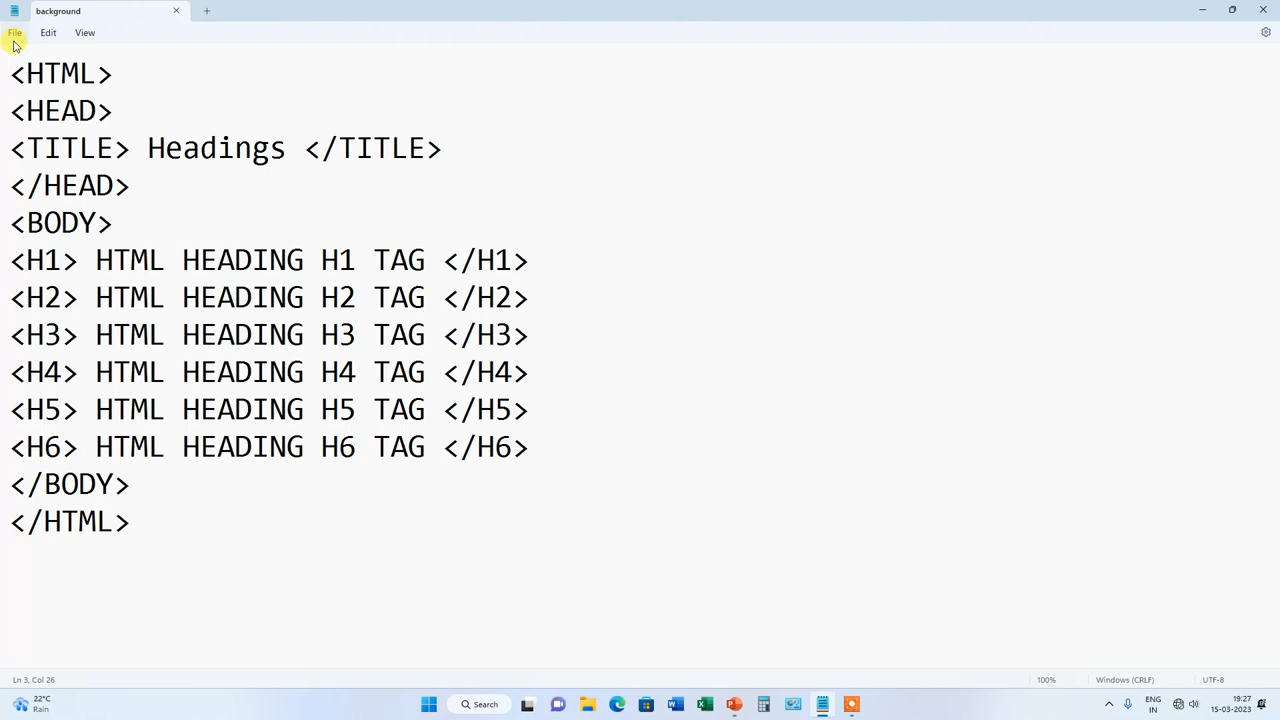 background
File Edit View
<HTML>
<HEAD>
<TITLE> Headings </TITLE>
</HEAD>
<BODY>
<H1> HTML HEADING H1 TAG </H1>
<H2> HTML HEADING H2 TAG </H2>
<H3> HTML HEADING H3 TAG </H3>
<H4> HTML HEADING H4 TAG </H4>
<H5> HTML HEADING H5 TAG </H5>
<H6> HTML HEADING H6 TAG </H6>
</BODY>
</HTML>
Ln 3, Col 26 100% Windows (CRLF) UTF-8
22°C
Rain
Search
ENG
IN
19:27
15-03-2023